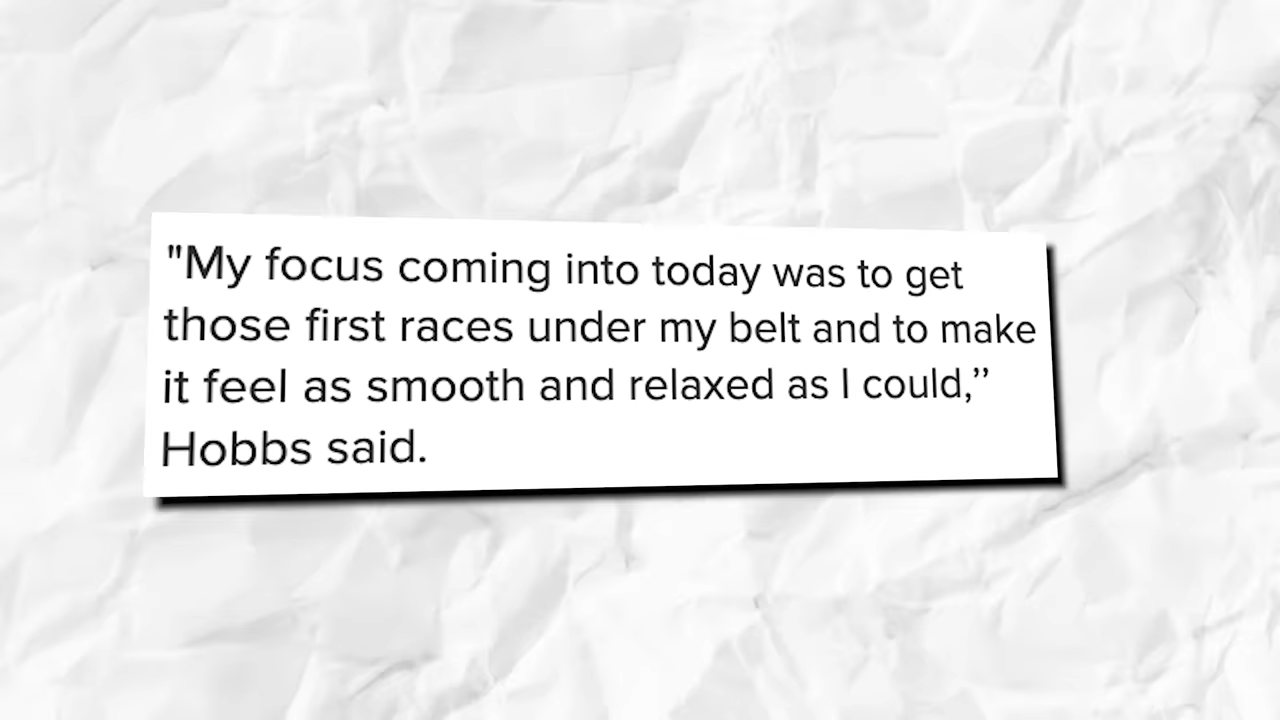 "My focus coming into today was to get
those first races under my belt and to make
it feel as smooth and relaxed as I could,’’
Hobbs said.